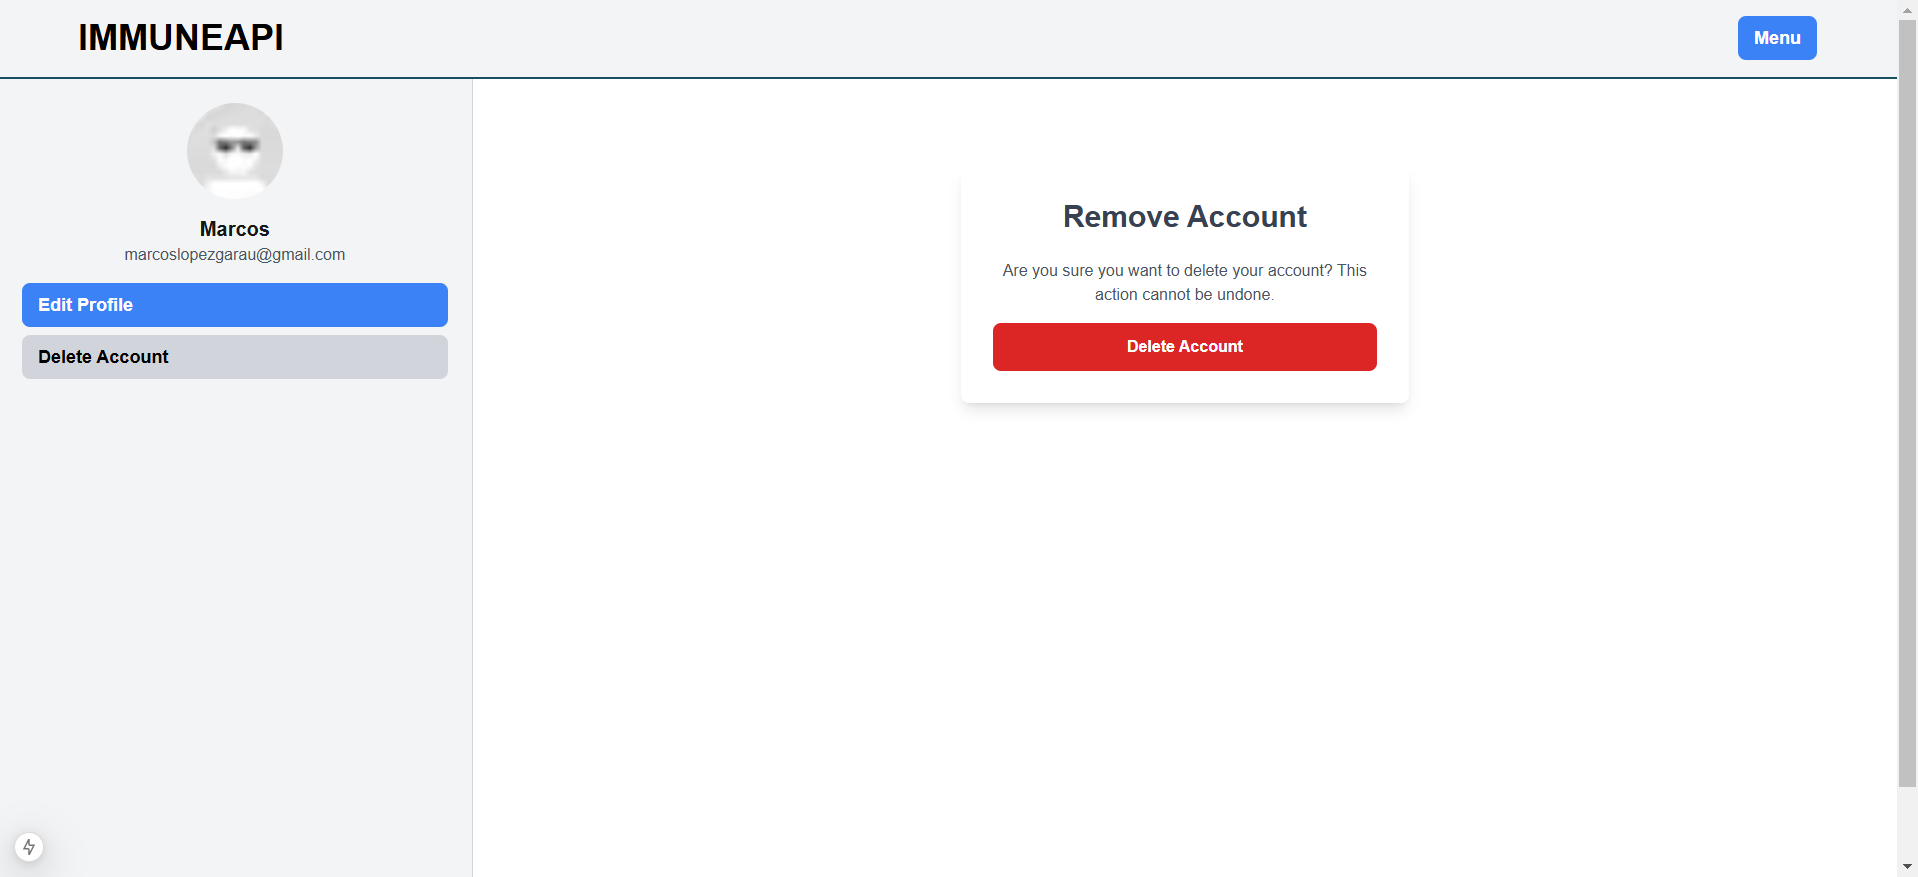 IMMUNEAPI
Menu
Marcos
marcoslopezgarau@gmail.com
Edit Profile
Delete Account
Remove Account
Are you sure you want to delete your account? This
action cannot be undone.
Delete Account